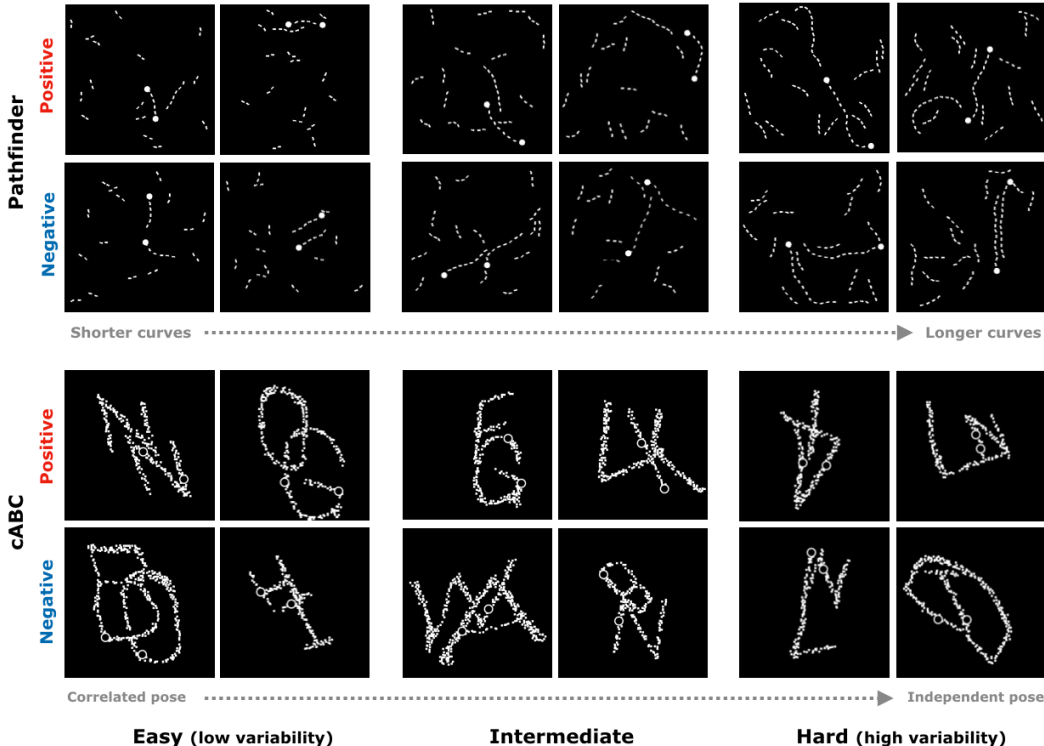 Pathfinder
Positive
Negative
Shorter curves
Longer curves
cABC
Positive
Negative
Correlated pose
Independent pose
Easy (low variability)
Intermediate
Hard (high variability)